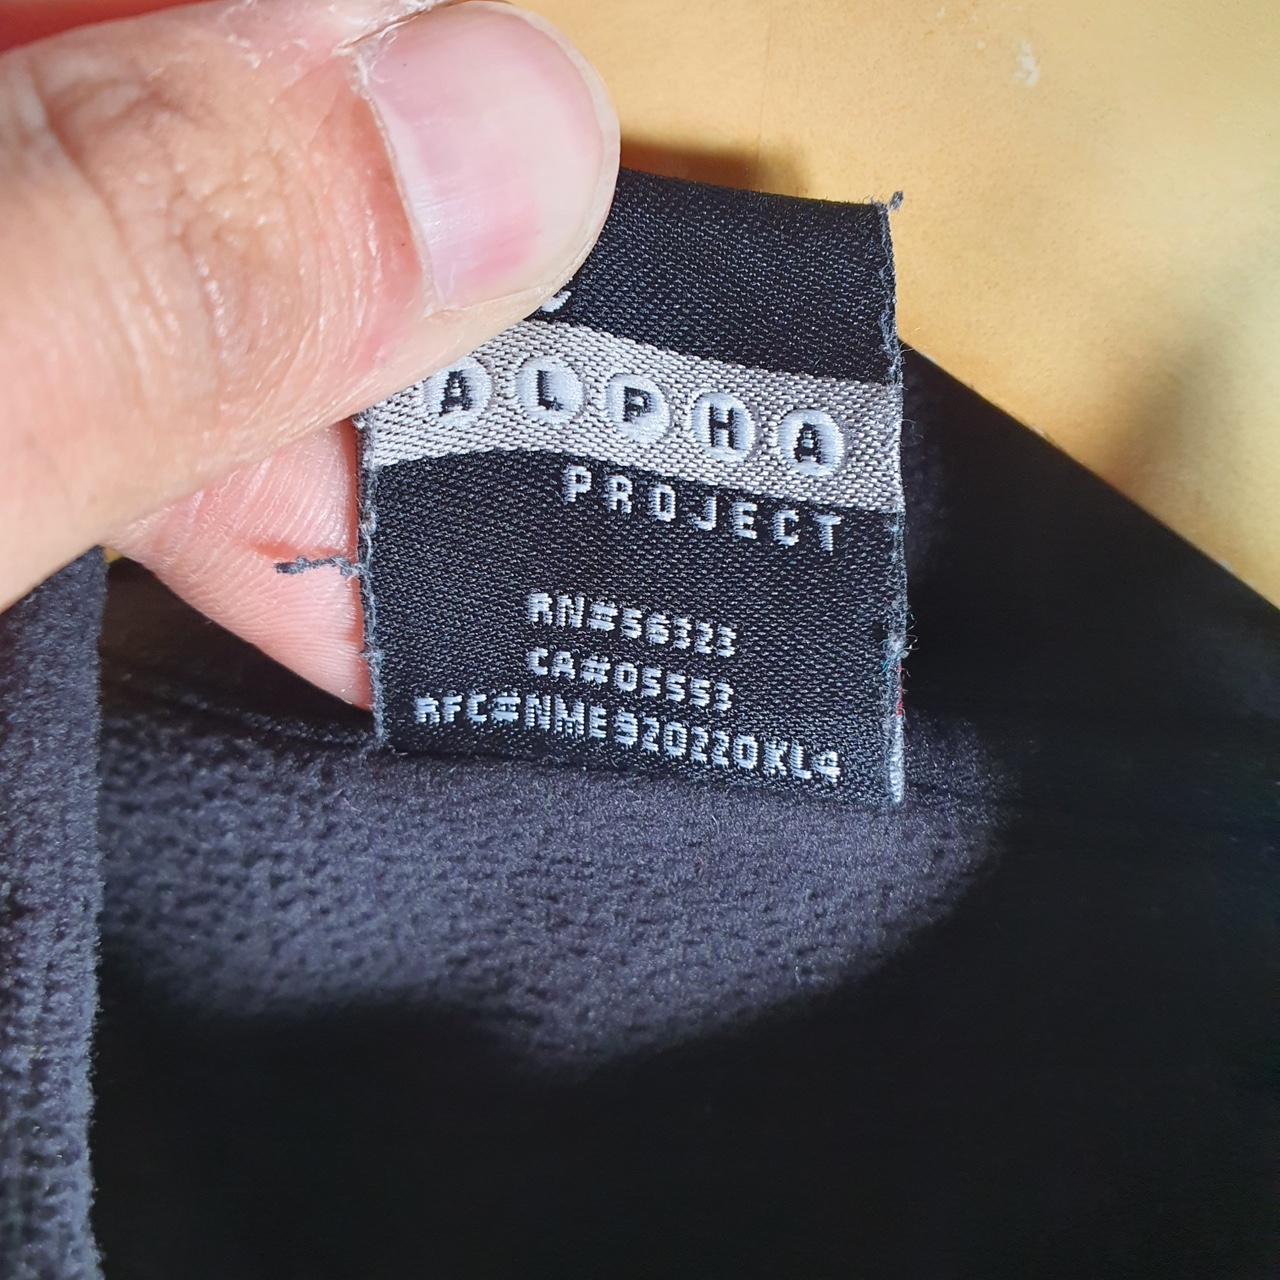 ALPHA
PROJECT
RN#56323
CA#05553
RFC#NME920220KL4